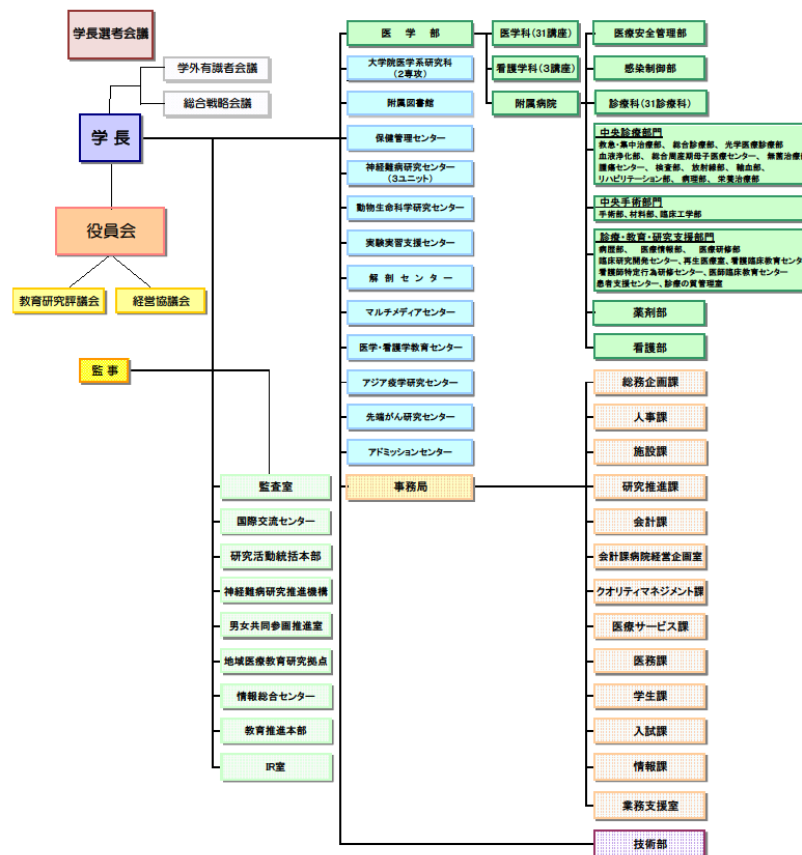 学長選考会議
学外有識者会議
総合戦略会議
学長
役員会
教育研究評議会
経営協議会
監事
監査室
国際交流センター
研究活動統括本部
神経難病研究推進機構
男女共同参画推進室
地域医療教育研究拠点
情報総合センター
教育推進本部
IR室
医学部
大学院医学系研究科
(2専攻)
附属図書館
保健管理センター
神経難病研究センター
(3ユニット)
動物生命科学研究センター
実験実習支援センター
解剖センター
マルチメディアセンター
医学・看護学教育センター
アジア疫学研究センター
先端がん研究センター
アドミッションセンター
事務局
医学科(31講座)
看護学科(3講座)
附属病院
医療安全管理部
感染制御部
診療科(31診療科)
中央診療部門
救急・集中治療部、総合診療部、光学医療診療部
血液浄化部、総合周産期母子医療センター、無菌治療部
腫瘍センター、検査部、放射線部、輸血部、
リハビリテーション部、病理部、栄養治療部
中央手術部門
手術部、材料部、臨床工学部
診療・教育・研究支援部門
病歴部、医療情報部、医療研修部
臨床研究開発センター、再生医療室、看護臨床教育センター
看護師特定行為研修センター、医師臨床教育センター
患者支援センター、診療の質管理室
薬剤部
看護部
総務企画課
人事課
施設課
研究推進課
会計課
会計課病院経営企画室
クオリティマネジメント課
医療サービス課
医務課
学生課
入試課
情報課
業務支援室
技術部